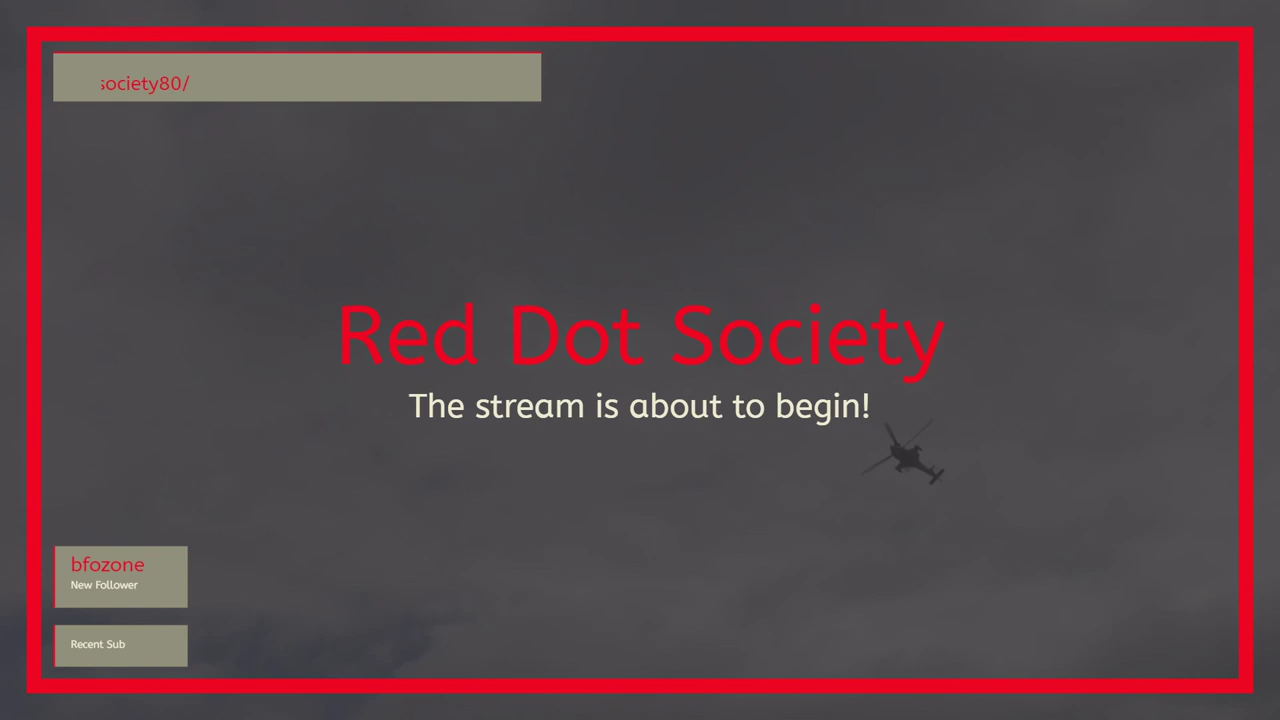 society80/
Red Dot Society
The stream is about to begin!
bfozone
New Follower
Recent Sub